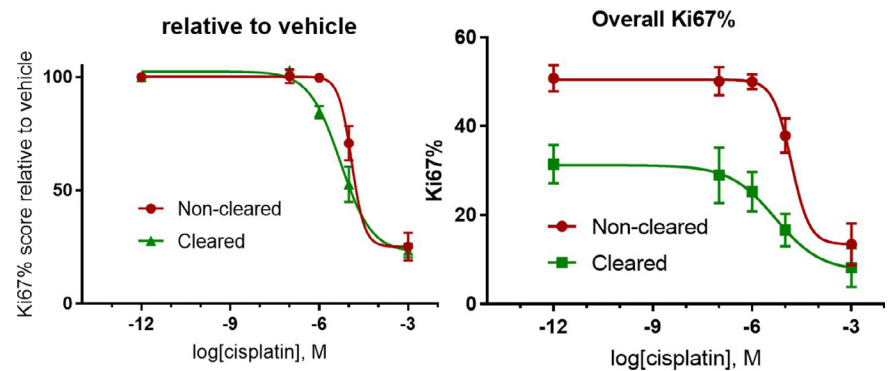 relative to vehicle
Ki67% score relative to vehicle
100
50
0
Non-cleared
Cleared
-12 -9 -6 -3
log[cisplatin], M
Overall Ki67%
Ki67%
60
40
20
0
Non-cleared
Cleared
-12 -9 -6 -3
log[cisplatin], M